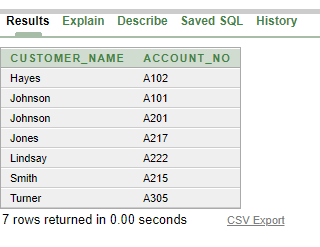 Results Explain Describe Saved SQL History
CUSTOMER_NAME ACCOUNT_NO
Hayes A102
Johnson A101
Johnson A201
Jones A217
Lindsay A222
Smith A215
Turner A305
7 rows returned in 0.00 seconds CSV Export